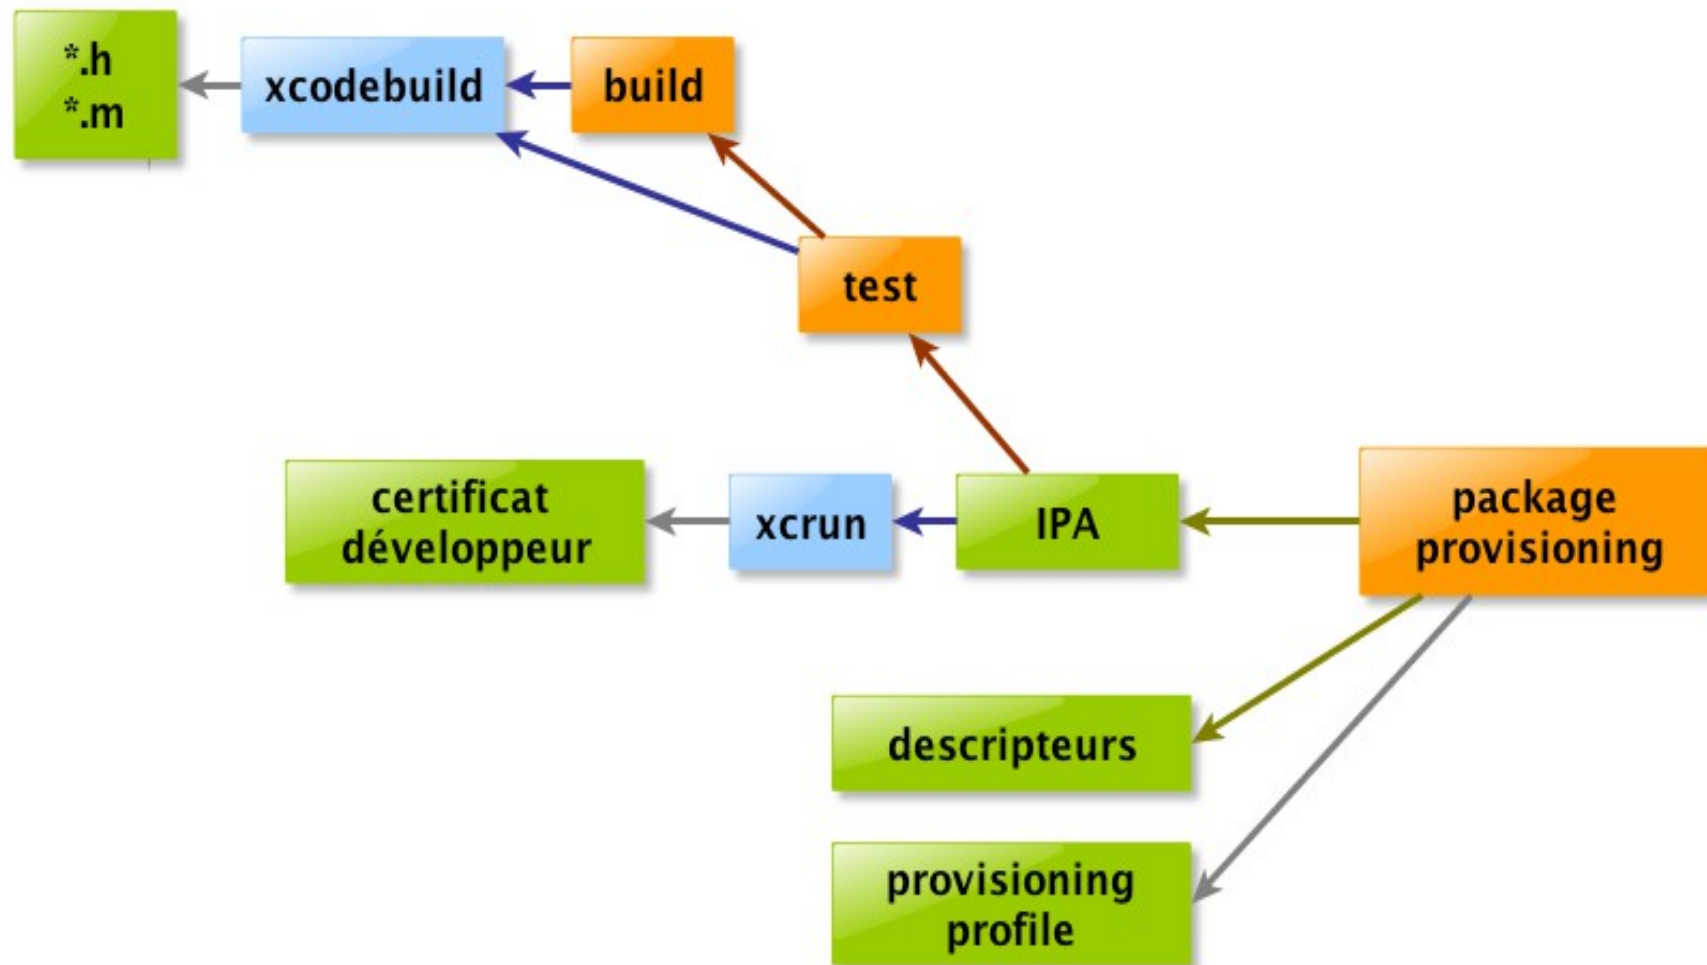 *.h
*.m
xcodebuild
build
test
certificat
développeur
xcrun
IPA
package
provisioning
descripteurs
provisioning
profile